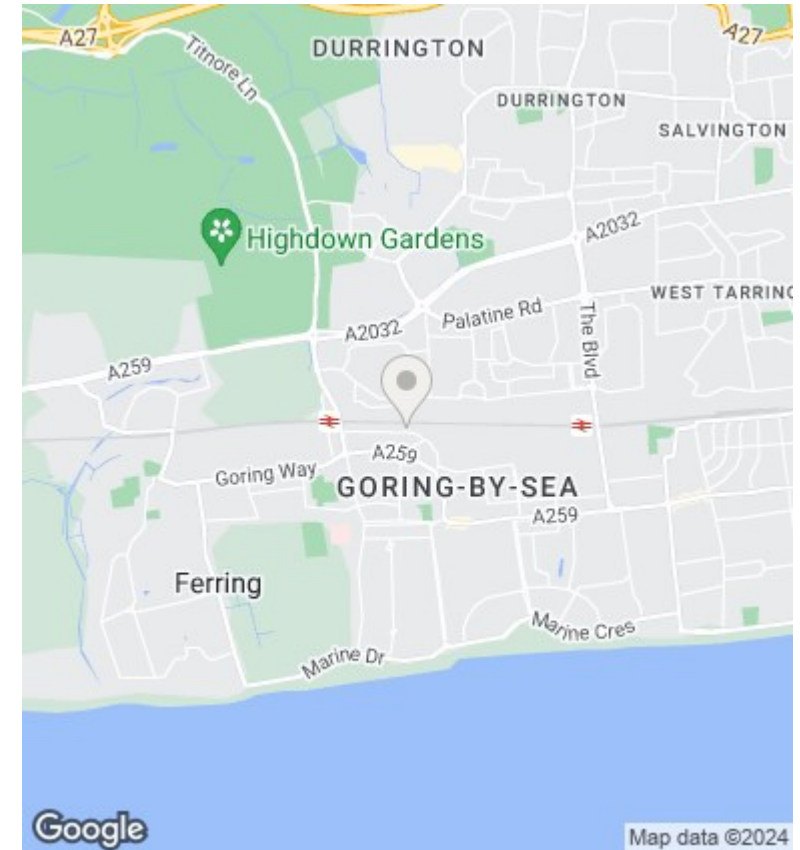 A27
Titnore Ln
DURRINGTON
A27
DURRINGTON
SALVINGTON
Highdown Gardens
A2032
WEST TARRING
A2032
Palatine Rd
The Blvd
A259
A259
Goring Way
GORING-BY-SEA
A259
Ferring
Marine Cres
Marine Dr
Google
Map data ©2024